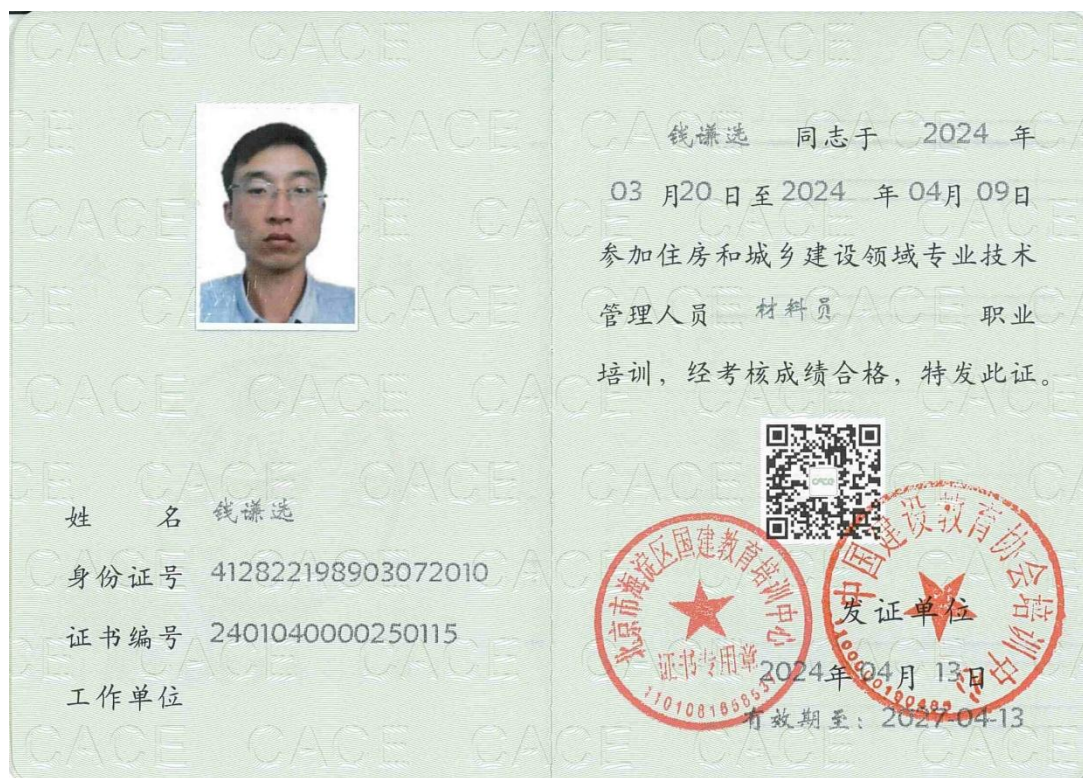 姓 名 钱谦选
身份证号 412822198903072010
证书编号 2401040000250115
工作单位
钱谦选 同志于 2024 年
03 月20 日至2024 年 04月 09日
参加住房和城乡建设领域专业技术
管理人员 材料员 职业
培训，经考核成绩合格，特发此证。
北京市海淀区国建教育培训中心
证书专用章
中国建设教育协会培训中心
发证单位
2024年 04月 13日
有效期至：2027-04-13
CACE